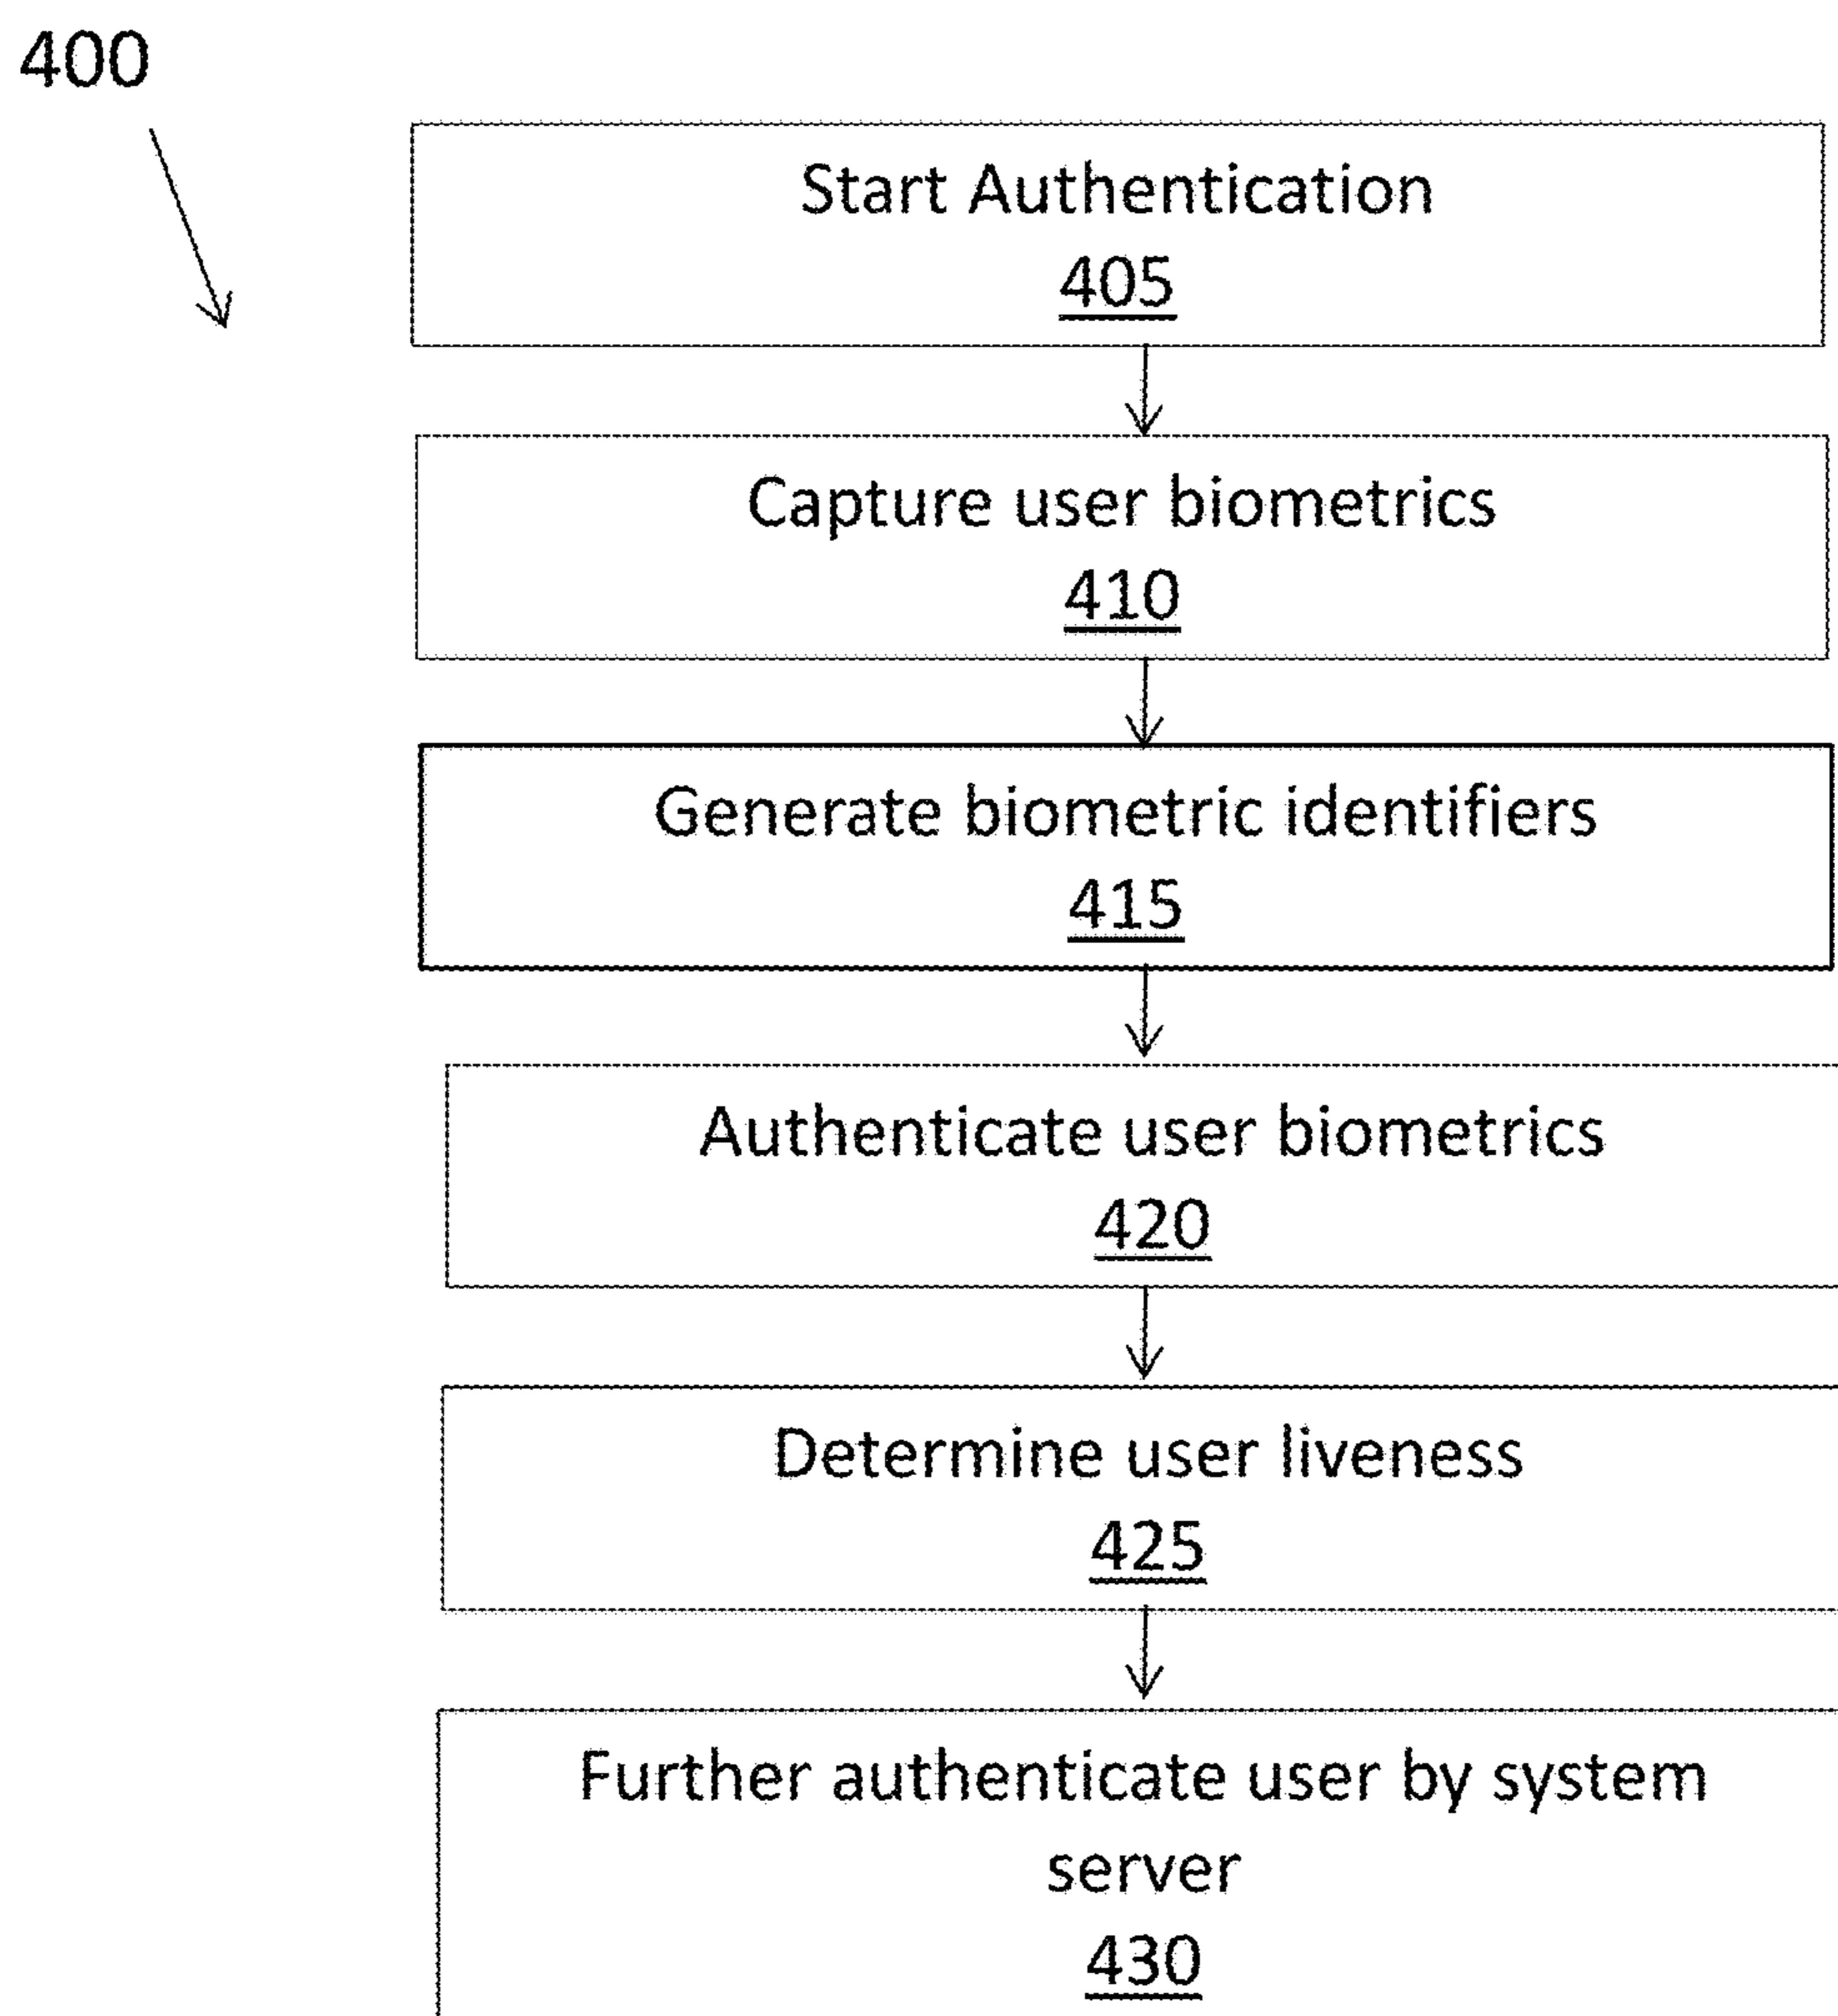 400
Start Authentication
405
Capture user biometrics
410
Generate biometric identifiers
415
Authenticate user biometrics
420
Determine user liveness
425
Further authenticate user by system
server
430